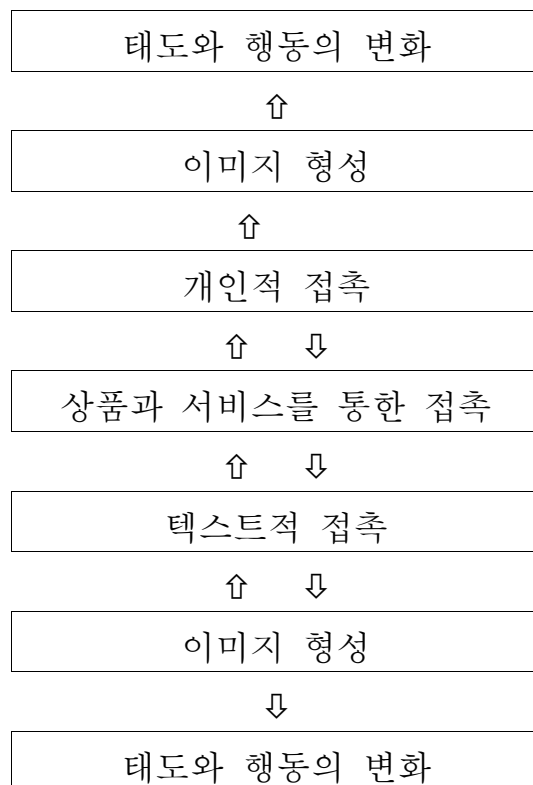 태도와 행동의 변화
⇧
이미지 형성
⇧
개인적 접촉
⇧ ⇩
상품과 서비스를 통한 접촉
⇧ ⇩
텍스트적 접촉
⇧ ⇩
이미지 형성
⇩
태도와 행동의 변화